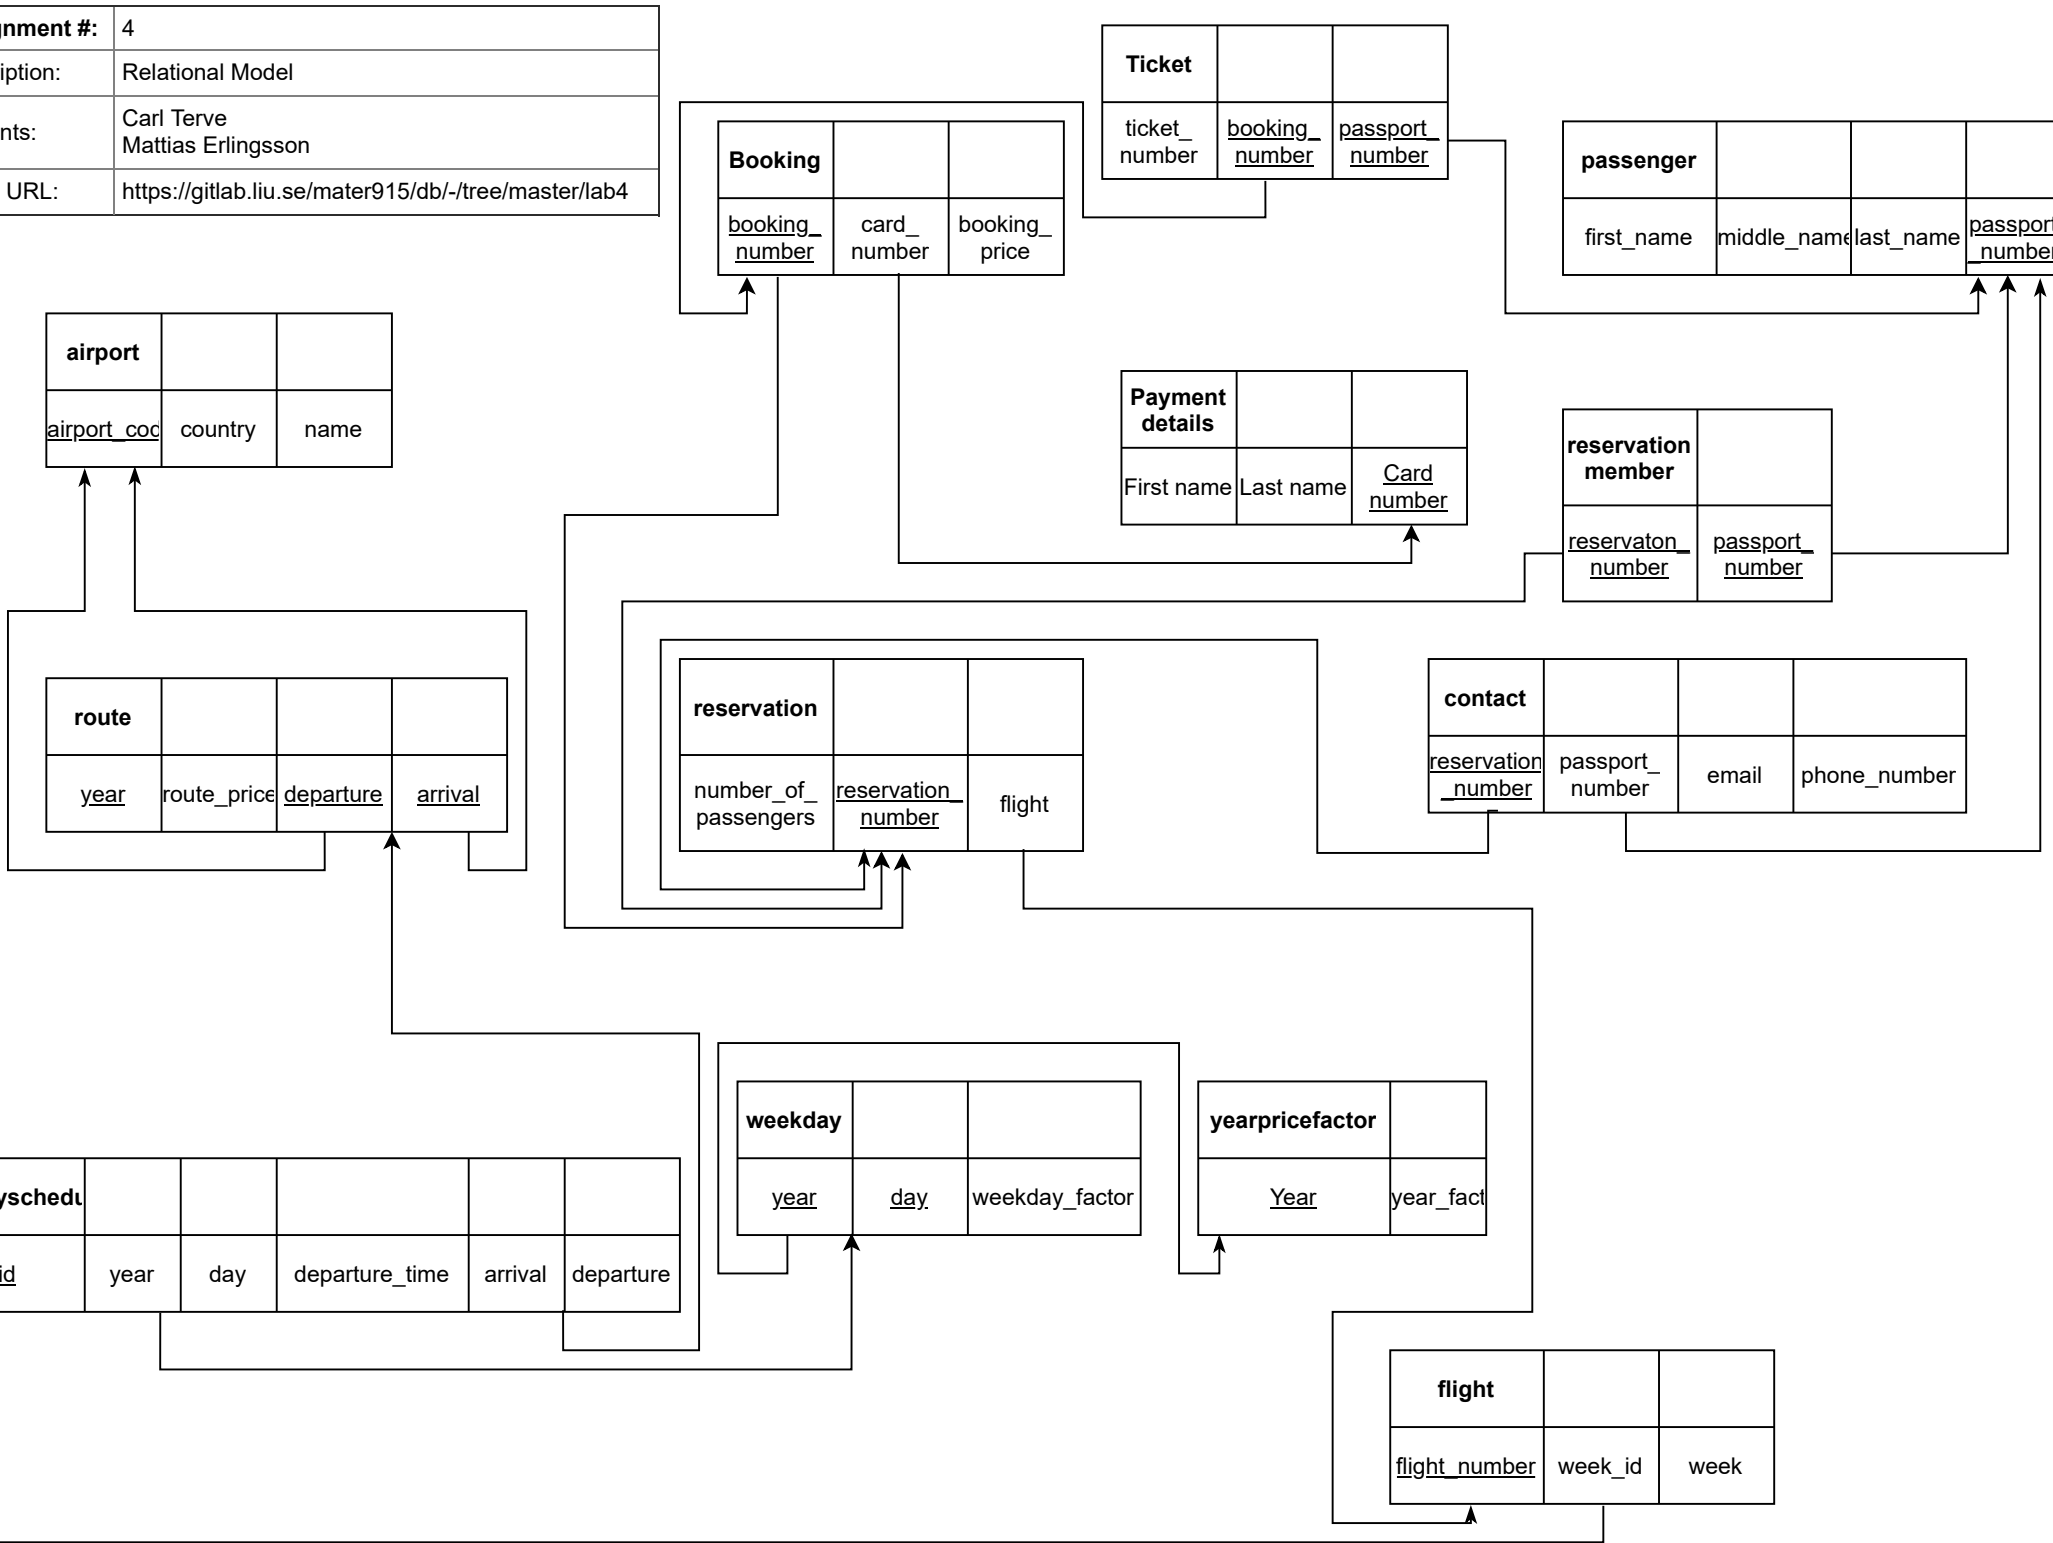 gnment #: 4
iption: Relational Model
nts: Carl Terve
Mattias Erlingsson
URL: https://gitlab.liu.se/mater915/db/-/tree/master/lab4
Ticket
ticket_
number
booking_
number
passport_
number
Booking
booking_
number
card_
number
booking_
price
passenger
first_name
middle_name
last_name
passport
_number
airport
airport_cod
country
name
Payment
details
First name
Last name
Card
number
reservation
member
reservaton_
number
passport_
number
route
year
route_price
departure
arrival
reservation
number_of_
passengers
reservation_
number
flight
contact
reservation
_number
passport_
number
email
phone_number
yschedu
id
year
day
departure_time
arrival
departure
weekday
year
day
weekday_factor
yearpricefactor
Year
year_fact
flight
flight_number
week_id
week